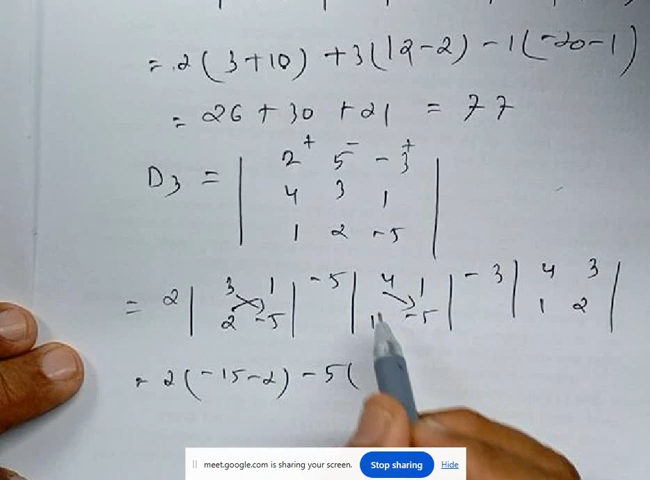 = 2(3+10) +3(12-2) -1(-20-1)
= 26 + 30 + 21 = 77
D3 = | 2+ 5- -3+ |
| 4 3 1 |
| 1 2 -5 |
= 2 | 3 1 | -5 | 4 1 | -3 | 4 3 |
| 2 -5 | | 1 -5 | | 1 2 |
= 2(-15-2) -5(
meet.google.com is sharing your screen. Stop sharing Hide